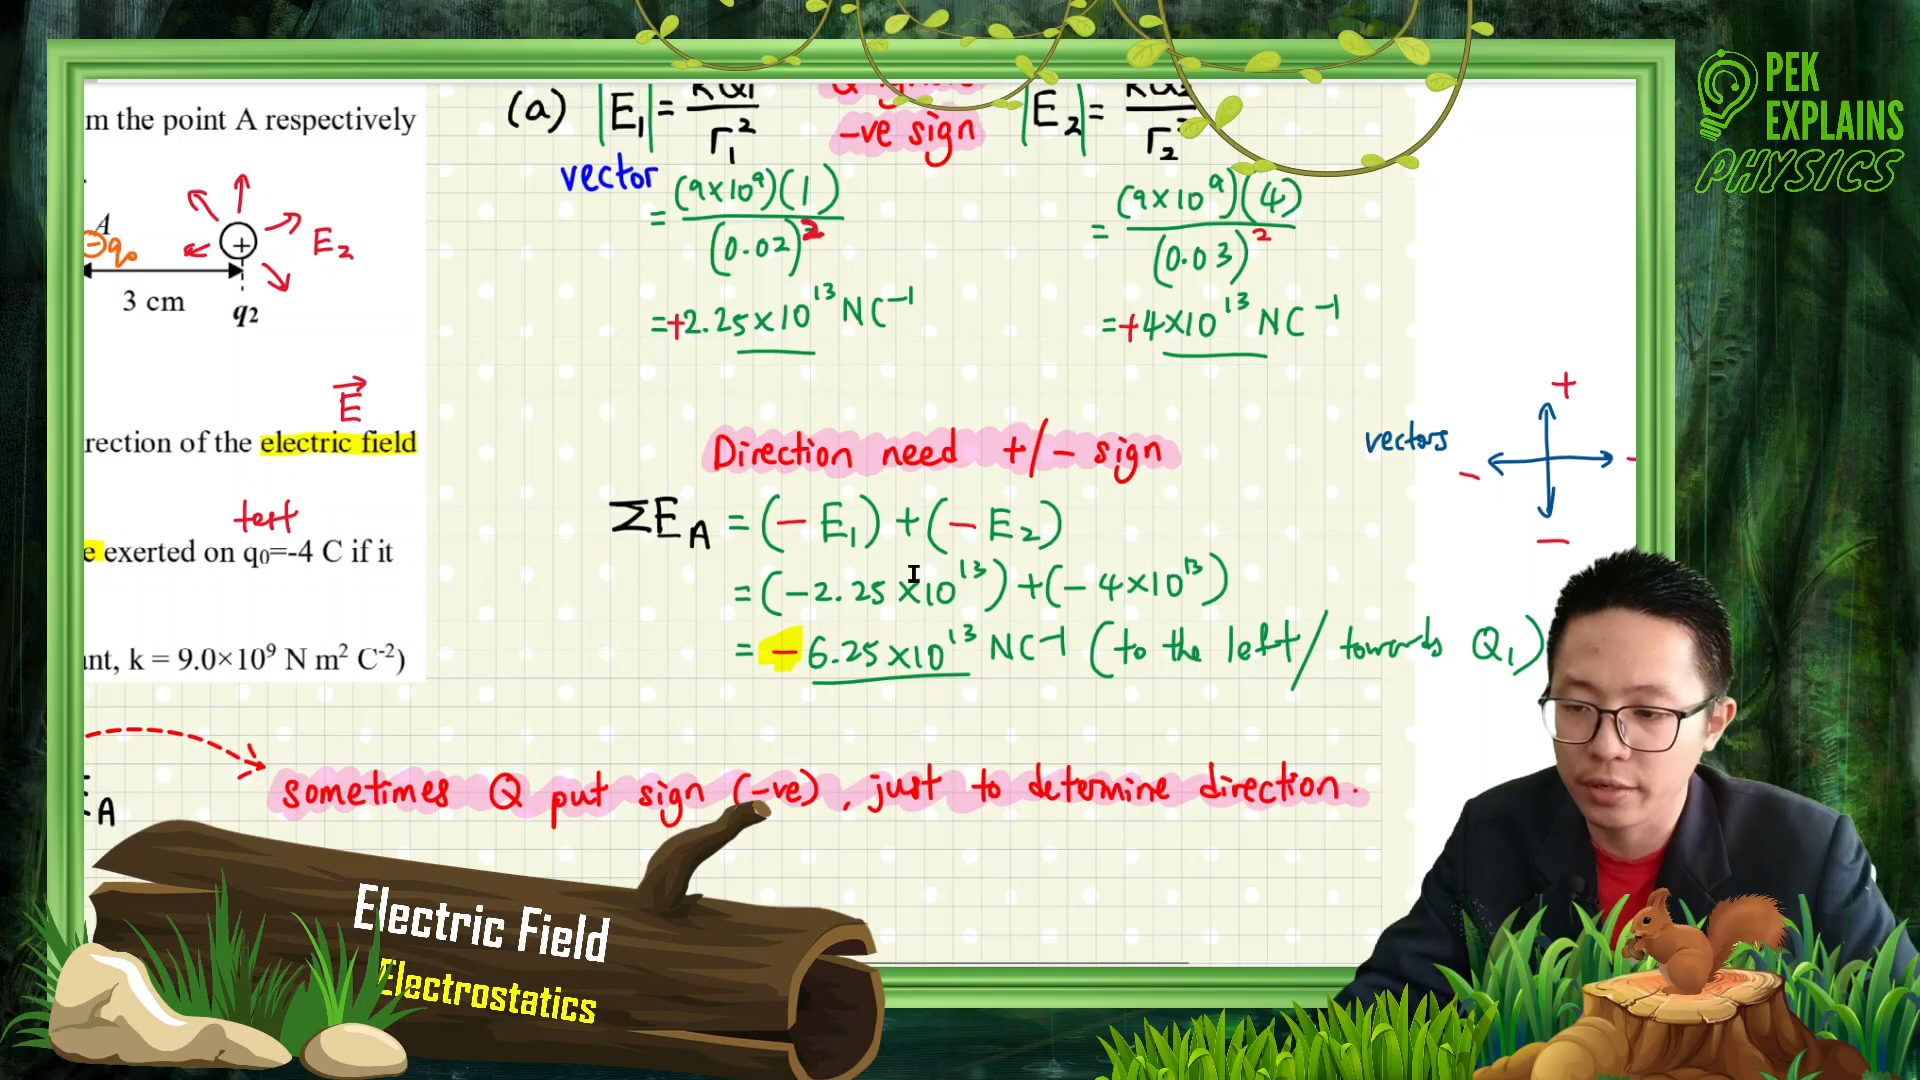 PEK
EXPLAINS
PHYSICS
m the point A respectively
A
q₀
+
E₂
3 cm
q2
E
rection of the electric field
test
e exerted on q0=-4 C if it
nt, k = 9.0×10⁹ N m² C⁻²)
(a) |E₁| = kQ₁ / r₁²
-ve sign
vector
= (9×10⁹)(1) / (0.02)²
= +2.25×10¹³ NC⁻¹
|E₂| = r₂²
= (9×10⁹)(4) / (0.03)²
= +4×10¹³ NC⁻¹
Direction need +/- sign
ΣE_A = (- E₁) + (- E₂)
= (-2.25×10¹³) + (- 4×10¹³)
= - 6.25×10¹³ NC⁻¹ (to the left / towards Q₁)
vectors
+
-
-
-
sometimes Q put sign (-ve), just to determine direction.
A
Electric Field
Electrostatics